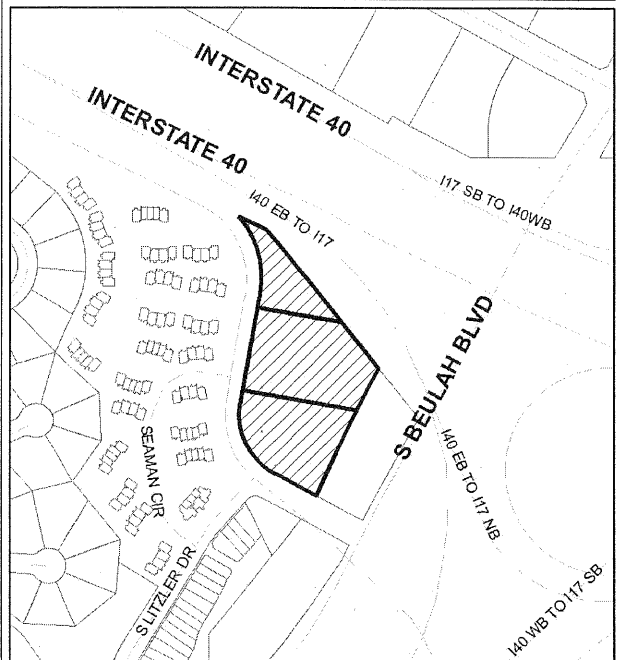 INTERSTATE 40
INTERSTATE 40
I17 SB TO I40WB
I40 EB TO I17
S BEULAH BLVD
I40 EB TO I17 NB
SEAMAN CIR
S LITZLER DR
I40 WB TO I17 SB